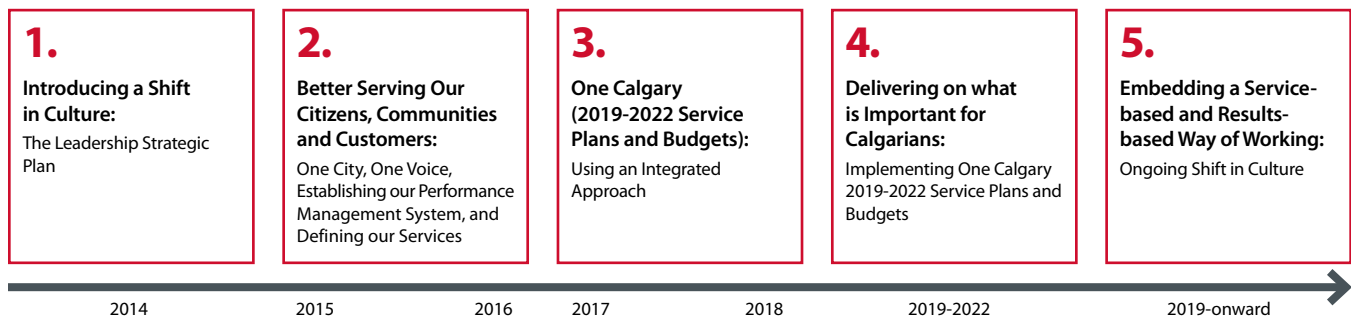 1.
Introducing a Shift
in Culture:
The Leadership Strategic
Plan
2.
Better Serving Our
Citizens, Communities
and Customers:
One City, One Voice,
Establishing our Performance
Management System, and
Defining our Services
3.
One Calgary
(2019-2022 Service
Plans and Budgets):
Using an Integrated
Approach
4.
Delivering on what
is Important for
Calgarians:
Implementing One Calgary
2019-2022 Service Plans and
Budgets
5.
Embedding a Service-
based and Results-
based Way of Working:
Ongoing Shift in Culture
2014 2015 2016 2017 2018 2019-2022 2019-onward